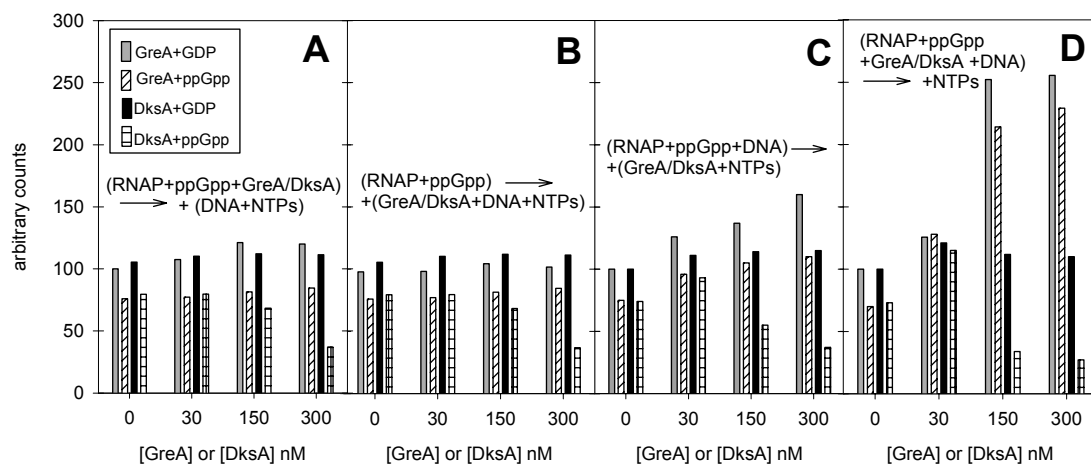 300
250
200
150
100
50
0
arbitrary counts
GreA+GDP
GreA+ppGpp
DksA+GDP
DksA+ppGpp
A
(RNAP+ppGpp+GreA/DksA)
+ (DNA+NTPs)
0 30 150 300
[GreA] or [DksA] nM
B
(RNAP+ppGpp)
+(GreA/DksA+DNA+NTPs)
0 30 150 300
[GreA] or [DksA] nM
C
(RNAP+ppGpp+DNA)
+(GreA/DksA+NTPs)
0 30 150 300
[GreA] or [DksA] nM
D
(RNAP+ppGpp
+GreA/DksA +DNA)
+NTPs
0 30 150 300
[GreA] or [DksA] nM